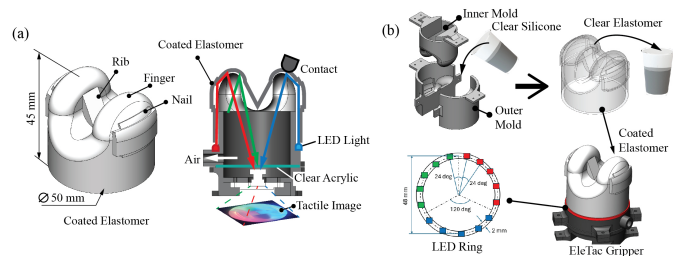 (a)
Rib
Finger
Nail
45 mm
Ø 50 mm
Coated Elastomer
Coated Elastomer
Contact
LED Light
Air
Clear Acrylic
Tactile Image
(b)
Inner Mold
Clear Silicone
Outer
Mold
Clear Elastomer
Coated
Elastomer
24 deg
24 deg
120 deg
48 mm
2 mm
LED Ring
EleTac Gripper